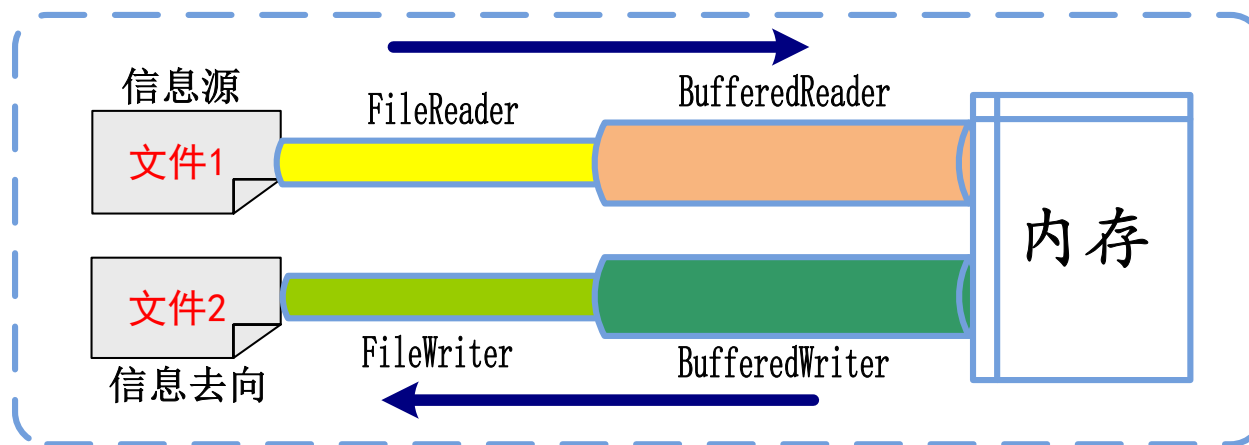 信息源
FileReader
BufferedReader
文件1
内存
文件2
FileWriter
BufferedWriter
信息去向